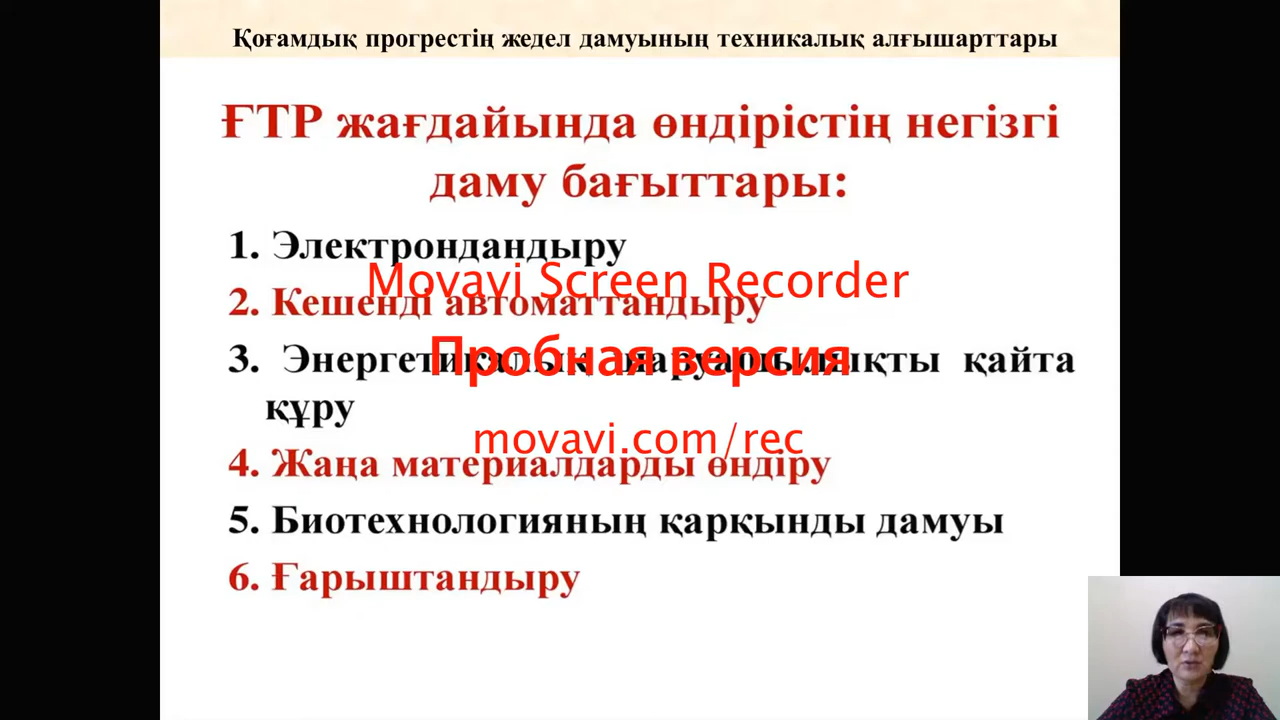 Қоғамдық прогрестің жедел дамуының техникалық алғышарттары
ҒТР жағдайында өндірістің негізгі
даму бағыттары:
1. Электрондандыру
Movavi Screen Recorder
2. Кешенді автоматтандыру
Пробная версия
3. Энергетикалық шаруашылықты қайта
құру
movavi.com/rec
4. Жаңа материалдарды өндіру
5. Биотехнологияның қарқынды дамуы
6. Ғарыштандыру